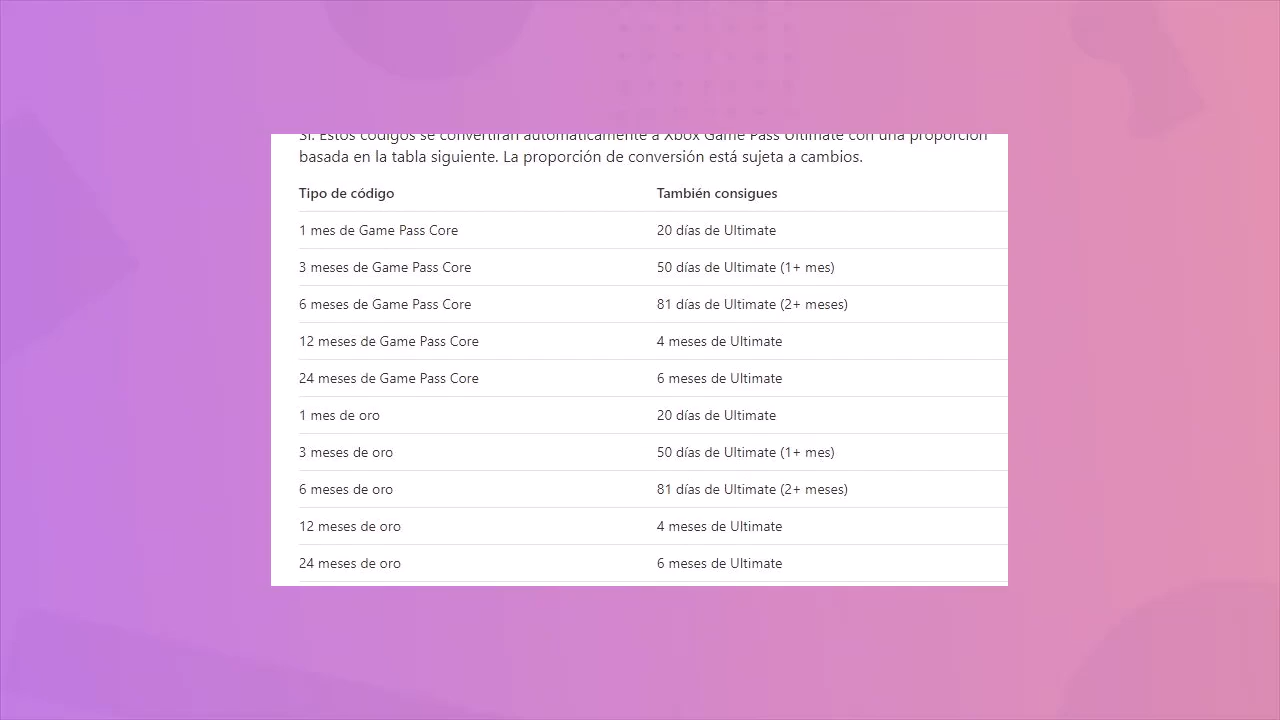 Sí. Estos códigos se convertirán automáticamente a Xbox Game Pass Ultimate con una proporción
basada en la tabla siguiente. La proporción de conversión está sujeta a cambios.
Tipo de código También consigues
1 mes de Game Pass Core 20 días de Ultimate
3 meses de Game Pass Core 50 días de Ultimate (1+ mes)
6 meses de Game Pass Core 81 días de Ultimate (2+ meses)
12 meses de Game Pass Core 4 meses de Ultimate
24 meses de Game Pass Core 6 meses de Ultimate
1 mes de oro 20 días de Ultimate
3 meses de oro 50 días de Ultimate (1+ mes)
6 meses de oro 81 días de Ultimate (2+ meses)
12 meses de oro 4 meses de Ultimate
24 meses de oro 6 meses de Ultimate